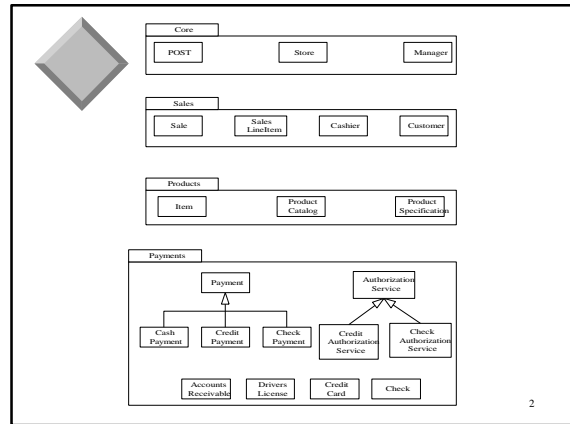 Core
POST
Store
Manager
Sales
Sale
Sales
LineItem
Cashier
Customer
Products
Item
Product
Catalog
Product
Specification
Payments
Payment
Authorization
Service
Cash
Payment
Credit
Payment
Check
Payment
Credit
Authorization
Service
Check
Authorization
Service
Accounts
Receivable
Drivers
License
Credit
Card
Check
2